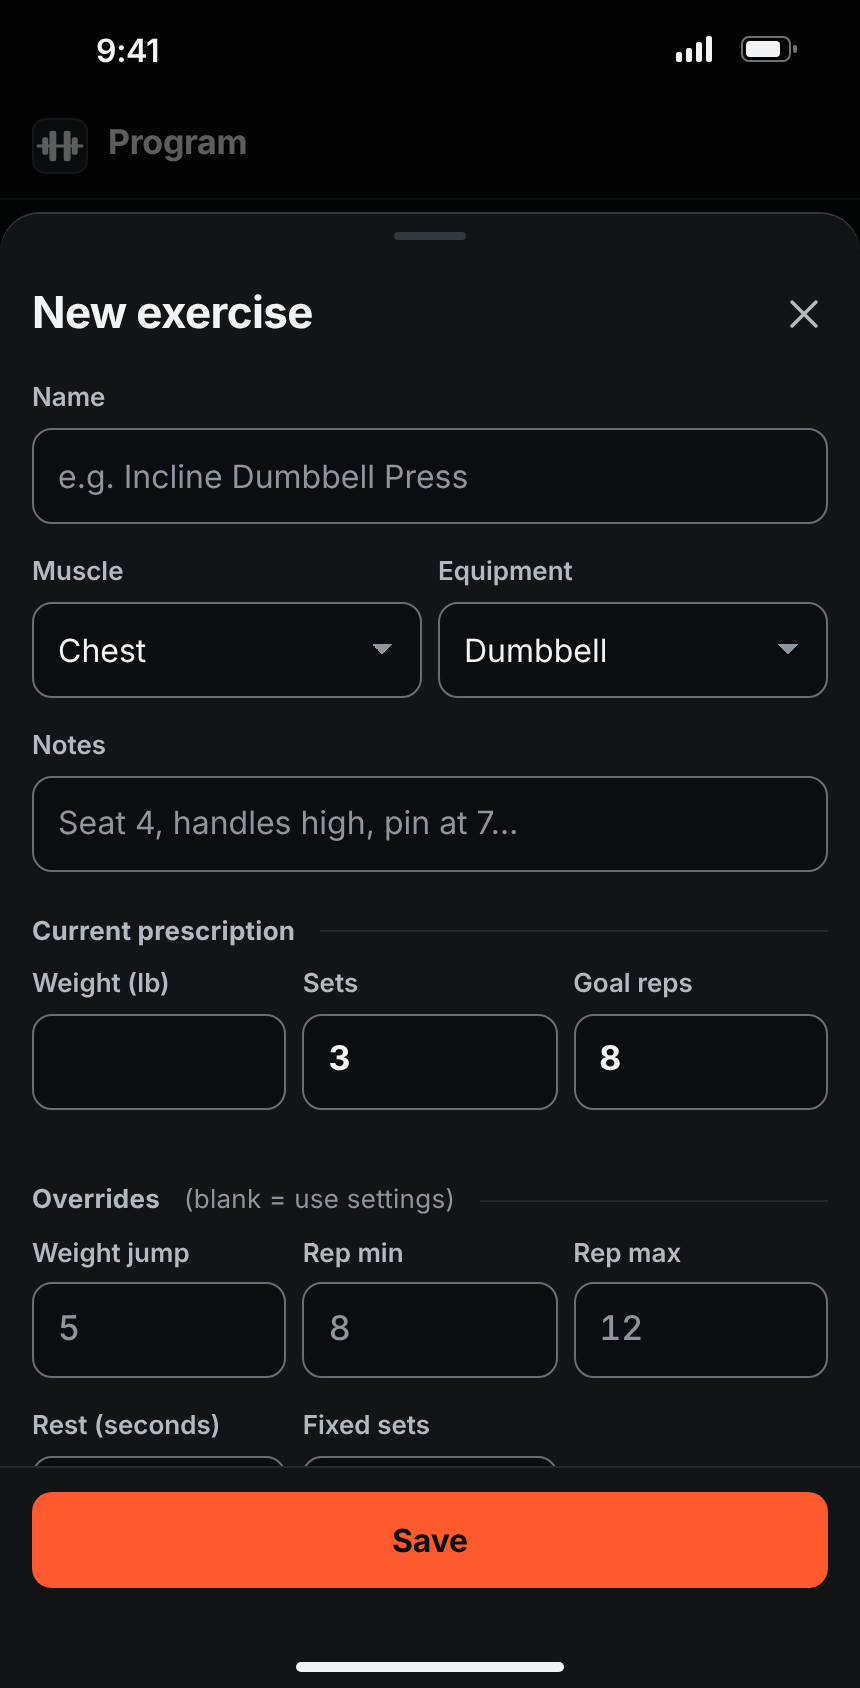 9:41
Program
New exercise
Name
e.g. Incline Dumbbell Press
Muscle Equipment
Chest Dumbbell
Notes
Seat 4, handles high, pin at 7...
Current prescription
Weight (lb) Sets Goal reps
3 8
Overrides (blank = use settings)
Weight jump Rep min Rep max
5 8 12
Rest (seconds) Fixed sets
Save